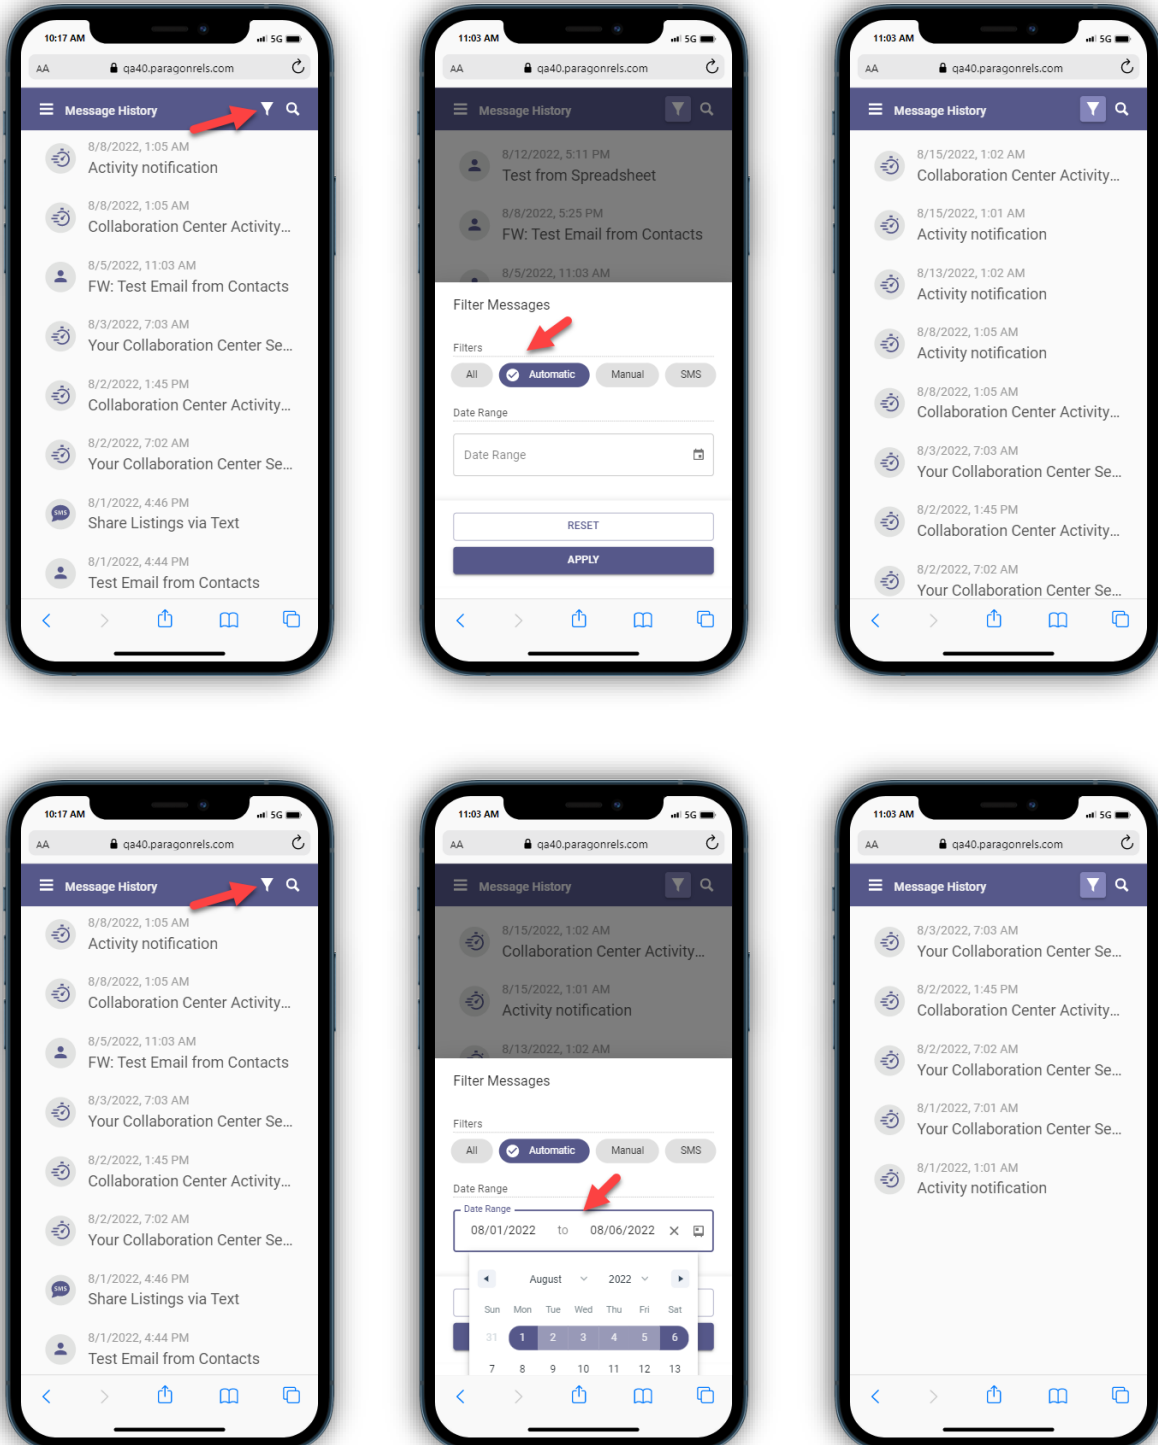 10:17 AM
5G
AA
qa40.paragonrels.com
Message History
8/8/2022, 1:05 AM
Activity notification
8/8/2022, 1:05 AM
Collaboration Center Activity...
8/5/2022, 11:03 AM
FW: Test Email from Contacts
8/3/2022, 7:03 AM
Your Collaboration Center Se...
8/2/2022, 1:45 PM
Collaboration Center Activity...
8/2/2022, 7:02 AM
Your Collaboration Center Se...
SMS
8/1/2022, 4:46 PM
Share Listings via Text
8/1/2022, 4:44 PM
Test Email from Contacts
11:03 AM
5G
AA
qa40.paragonrels.com
Message History
8/12/2022, 5:11 PM
Test from Spreadsheet
8/8/2022, 5:25 PM
FW: Test Email from Contacts
8/5/2022, 11:03 AM
Filter Messages
Filters
All Automatic Manual SMS
Date Range
Date Range
RESET
APPLY
11:03 AM
5G
AA
qa40.paragonrels.com
Message History
8/15/2022, 1:02 AM
Collaboration Center Activity...
8/15/2022, 1:01 AM
Activity notification
8/13/2022, 1:02 AM
Activity notification
8/8/2022, 1:05 AM
Activity notification
8/8/2022, 1:05 AM
Collaboration Center Activity...
8/3/2022, 7:03 AM
Your Collaboration Center Se...
8/2/2022, 1:45 PM
Collaboration Center Activity...
8/2/2022, 7:02 AM
Your Collaboration Center Se...
10:17 AM
5G
AA
qa40.paragonrels.com
Message History
8/8/2022, 1:05 AM
Activity notification
8/8/2022, 1:05 AM
Collaboration Center Activity...
8/5/2022, 11:03 AM
FW: Test Email from Contacts
8/3/2022, 7:03 AM
Your Collaboration Center Se...
8/2/2022, 1:45 PM
Collaboration Center Activity...
8/2/2022, 7:02 AM
Your Collaboration Center Se...
SMS
8/1/2022, 4:46 PM
Share Listings via Text
8/1/2022, 4:44 PM
Test Email from Contacts
11:03 AM
5G
AA
qa40.paragonrels.com
Message History
8/15/2022, 1:02 AM
Collaboration Center Activity...
8/15/2022, 1:01 AM
Activity notification
8/13/2022, 1:02 AM
Filter Messages
Filters
All Automatic Manual SMS
Date Range
Date Range
08/01/2022 to 08/06/2022
August 2022
Sun Mon Tue Wed Thu Fri Sat
31 1 2 3 4 5 6
7 8 9 10 11 12 13
11:03 AM
5G
AA
qa40.paragonrels.com
Message History
8/3/2022, 7:03 AM
Your Collaboration Center Se...
8/2/2022, 1:45 PM
Collaboration Center Activity...
8/2/2022, 7:02 AM
Your Collaboration Center Se...
8/1/2022, 7:01 AM
Your Collaboration Center Se...
8/1/2022, 1:01 AM
Activity notification